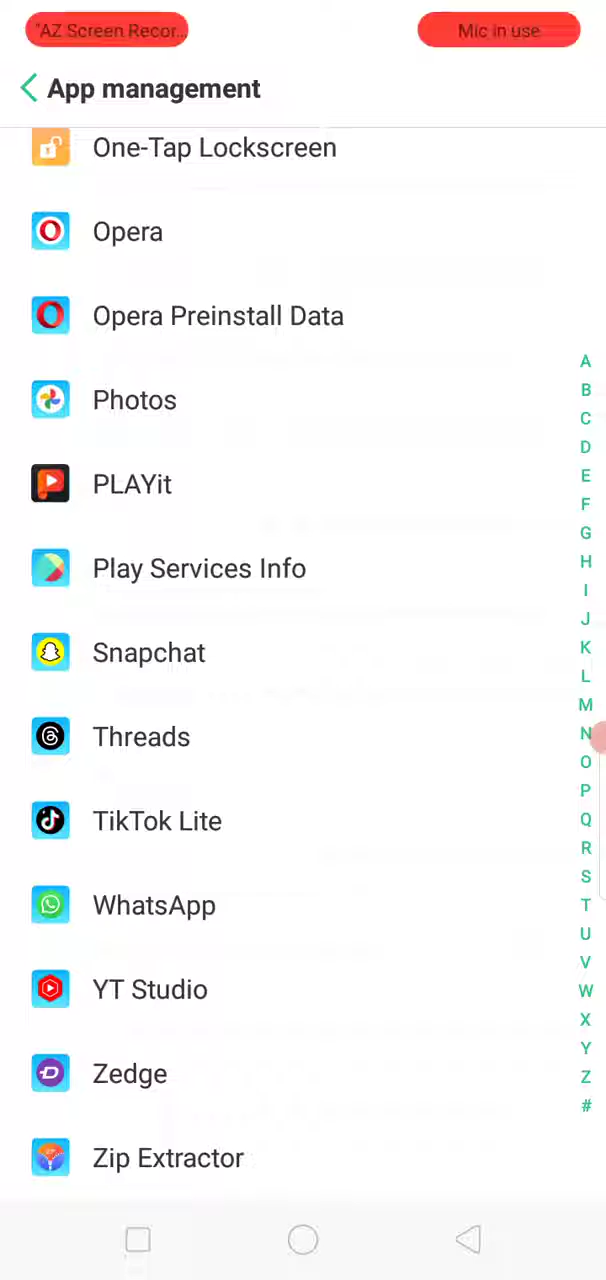 "AZ Screen Recor...
Mic in use
App management
One-Tap Lockscreen
Opera
Opera Preinstall Data
Photos
PLAYit
Play Services Info
Snapchat
Threads
TikTok Lite
WhatsApp
YT Studio
Zedge
Zip Extractor
A
B
C
D
E
F
G
H
I
J
K
L
M
N
O
P
Q
R
S
T
U
V
W
X
Y
Z
#